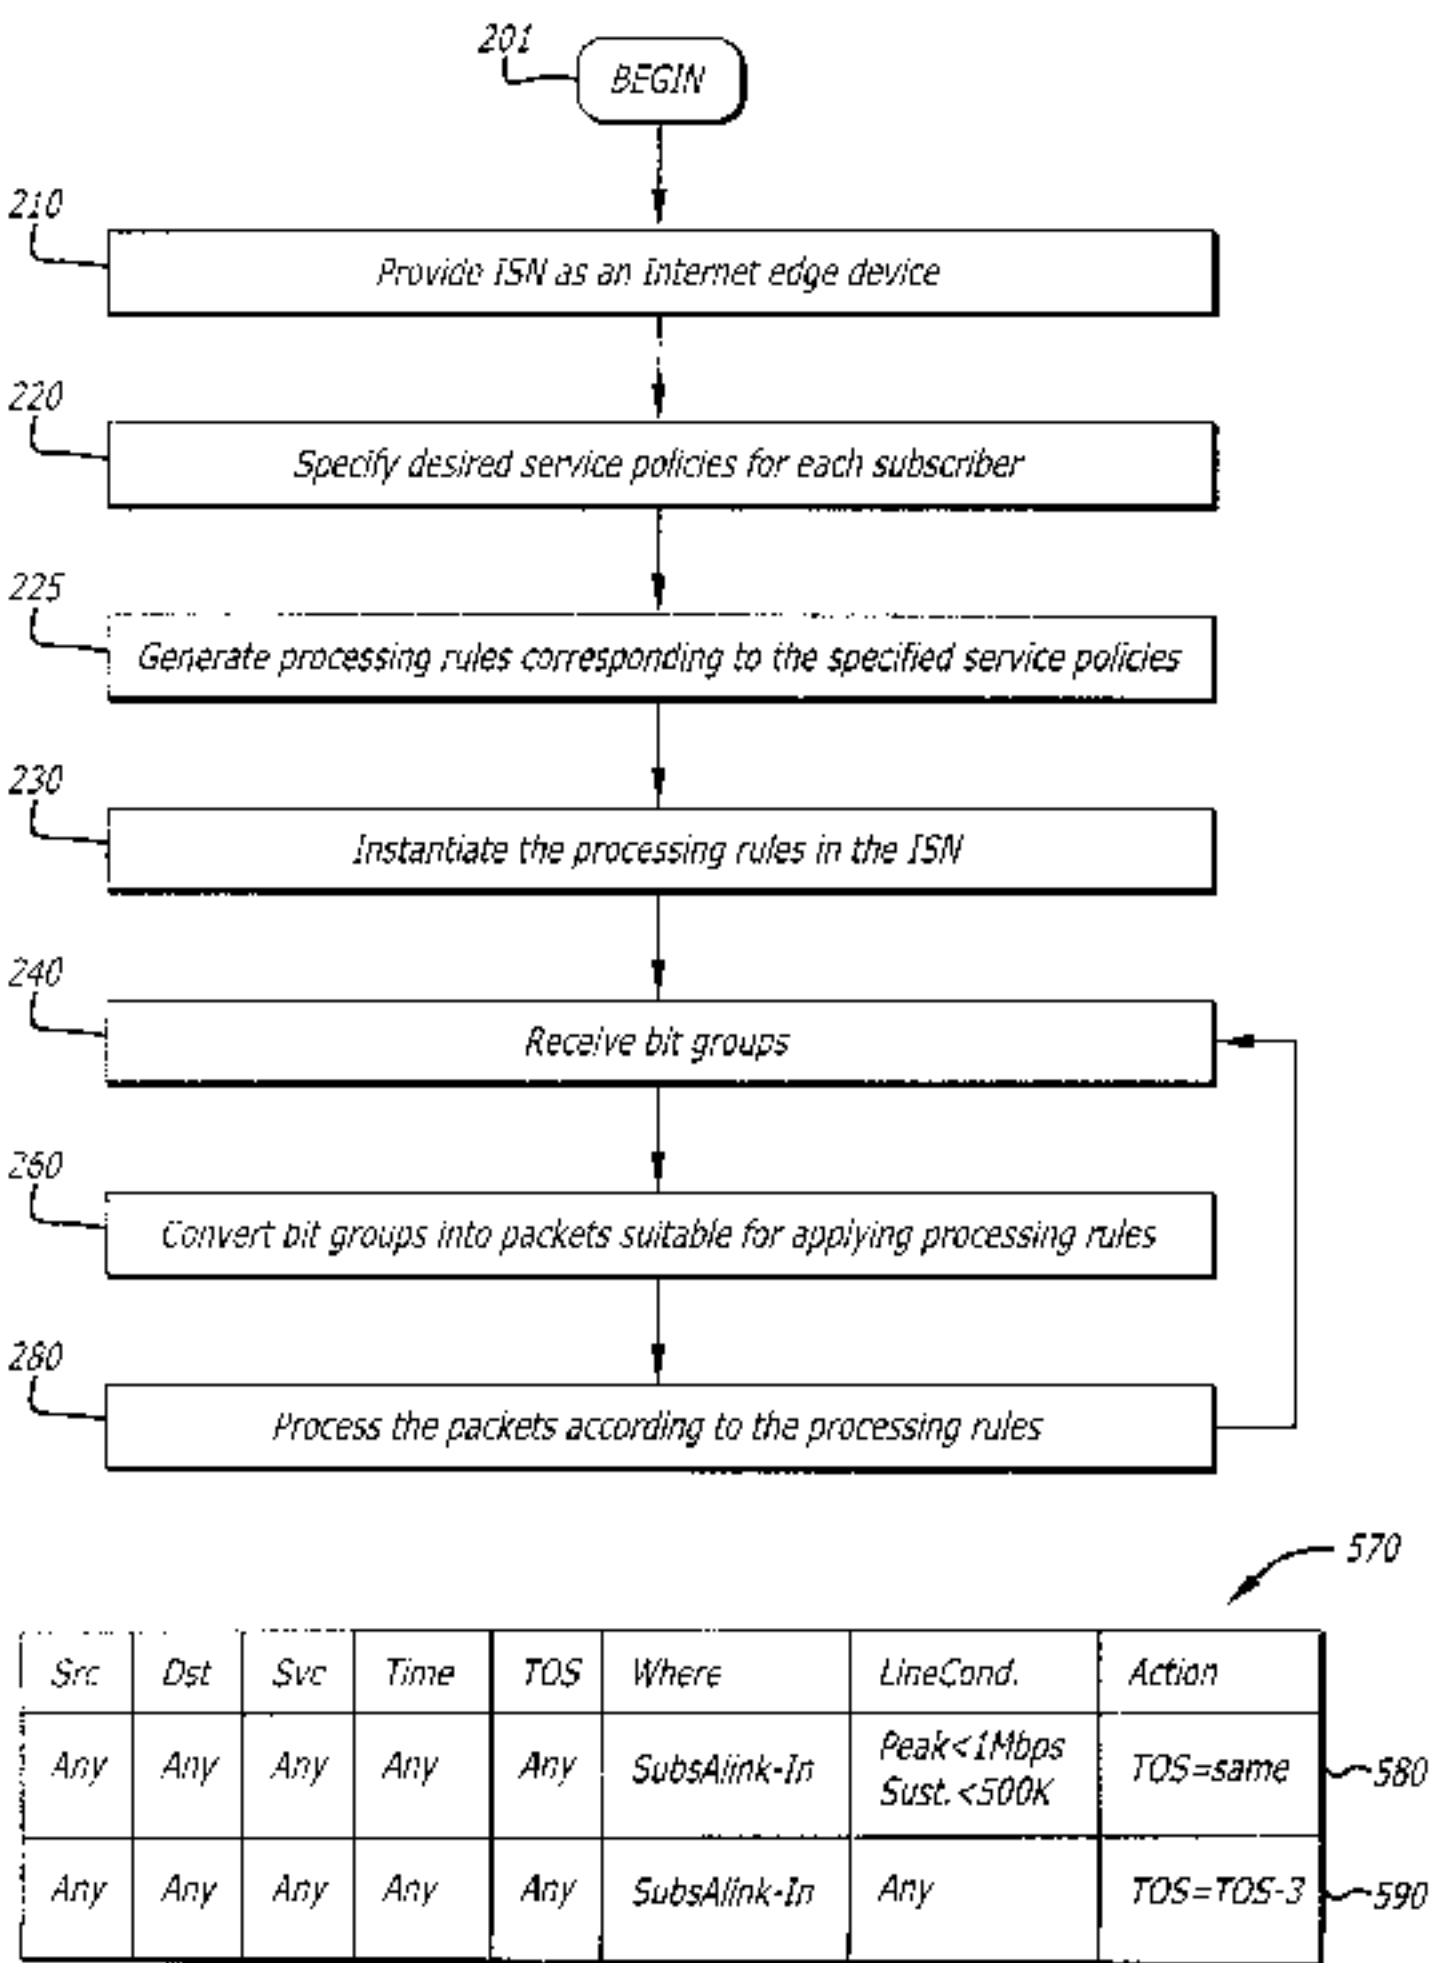 201
BEGIN
210
Provide ISN as an Internet edge device
220
Specify desired service policies for each subscriber
225
Generate processing rules corresponding to the specified service policies
230
Instantiate the processing rules in the ISN
240
Receive bit groups
260
Convert bit groups into packets suitable for applying processing rules
280
Process the packets according to the processing rules
570
Src Dst Svc Time TOS Where LineCond. Action
Any Any Any Any Any SubsAlink-In Peak<1Mbps Sust.<500K TOS=same 580
Any Any Any Any Any SubsAlink-In Any TOS=TOS-3 590